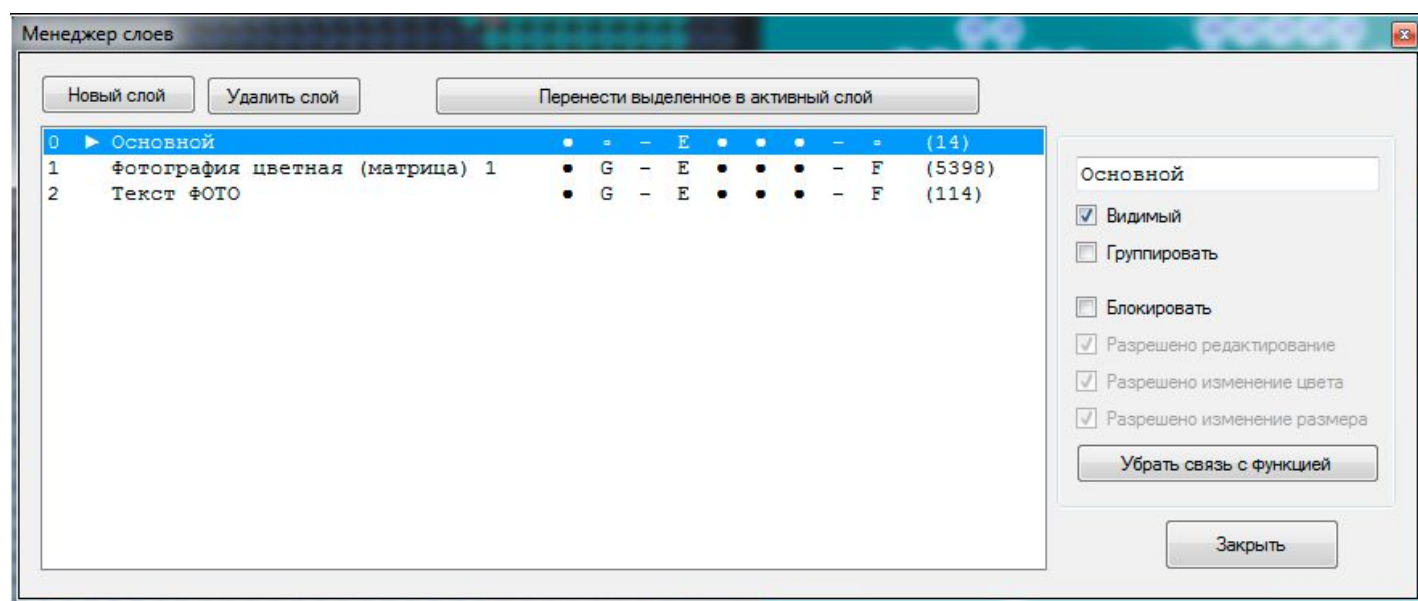 Менеджер слоев
Новый слой Удалить слой Перенести выделенное в активный слой
0 ► Основной ● ▫ – E ● ● ● – ▫ (14)
1 Фотография цветная (матрица) 1 ● G – E ● ● ● – F (5398)
2 Текст ФОТО ● G – E ● ● ● – F (114)
Основной
Видимый
Группировать
Блокировать
Разрешено редактирование
Разрешено изменение цвета
Разрешено изменение размера
Убрать связь с функцией
Закрыть